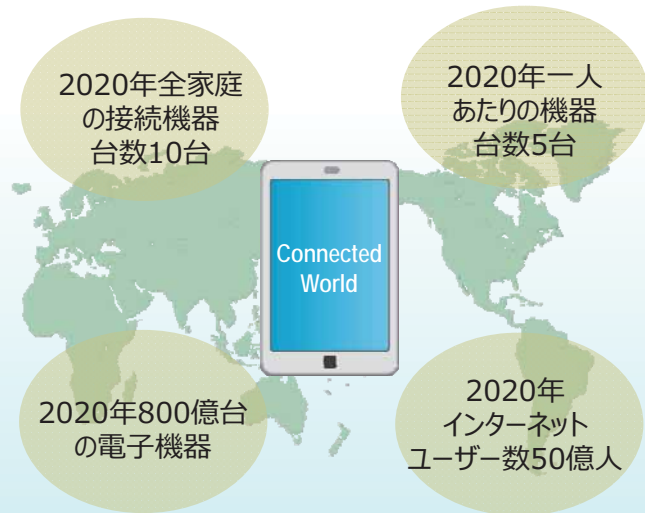 2020年全家庭
の接続機器
台数10台
2020年一人
あたりの機器
台数5台
Connected
World
2020年800億台
の電子機器
2020年
インターネット
ユーザー数50億人